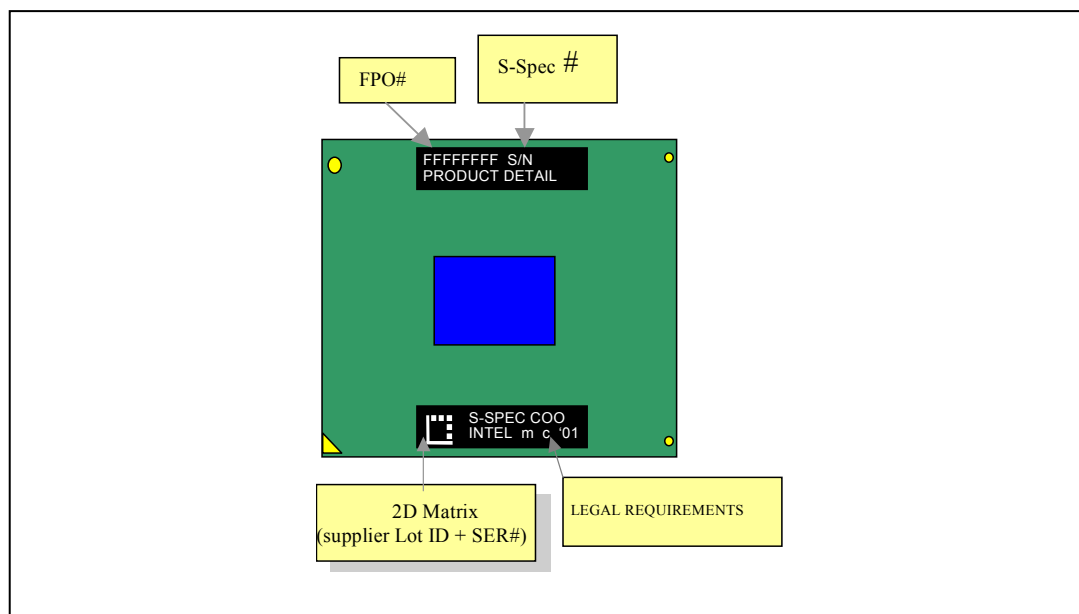 FPO#
S-Spec #
FFFFFFFF S/N
PRODUCT DETAIL
S-SPEC COO
INTEL m c '01
2D Matrix
(supplier Lot ID + SER#)
LEGAL REQUIREMENTS